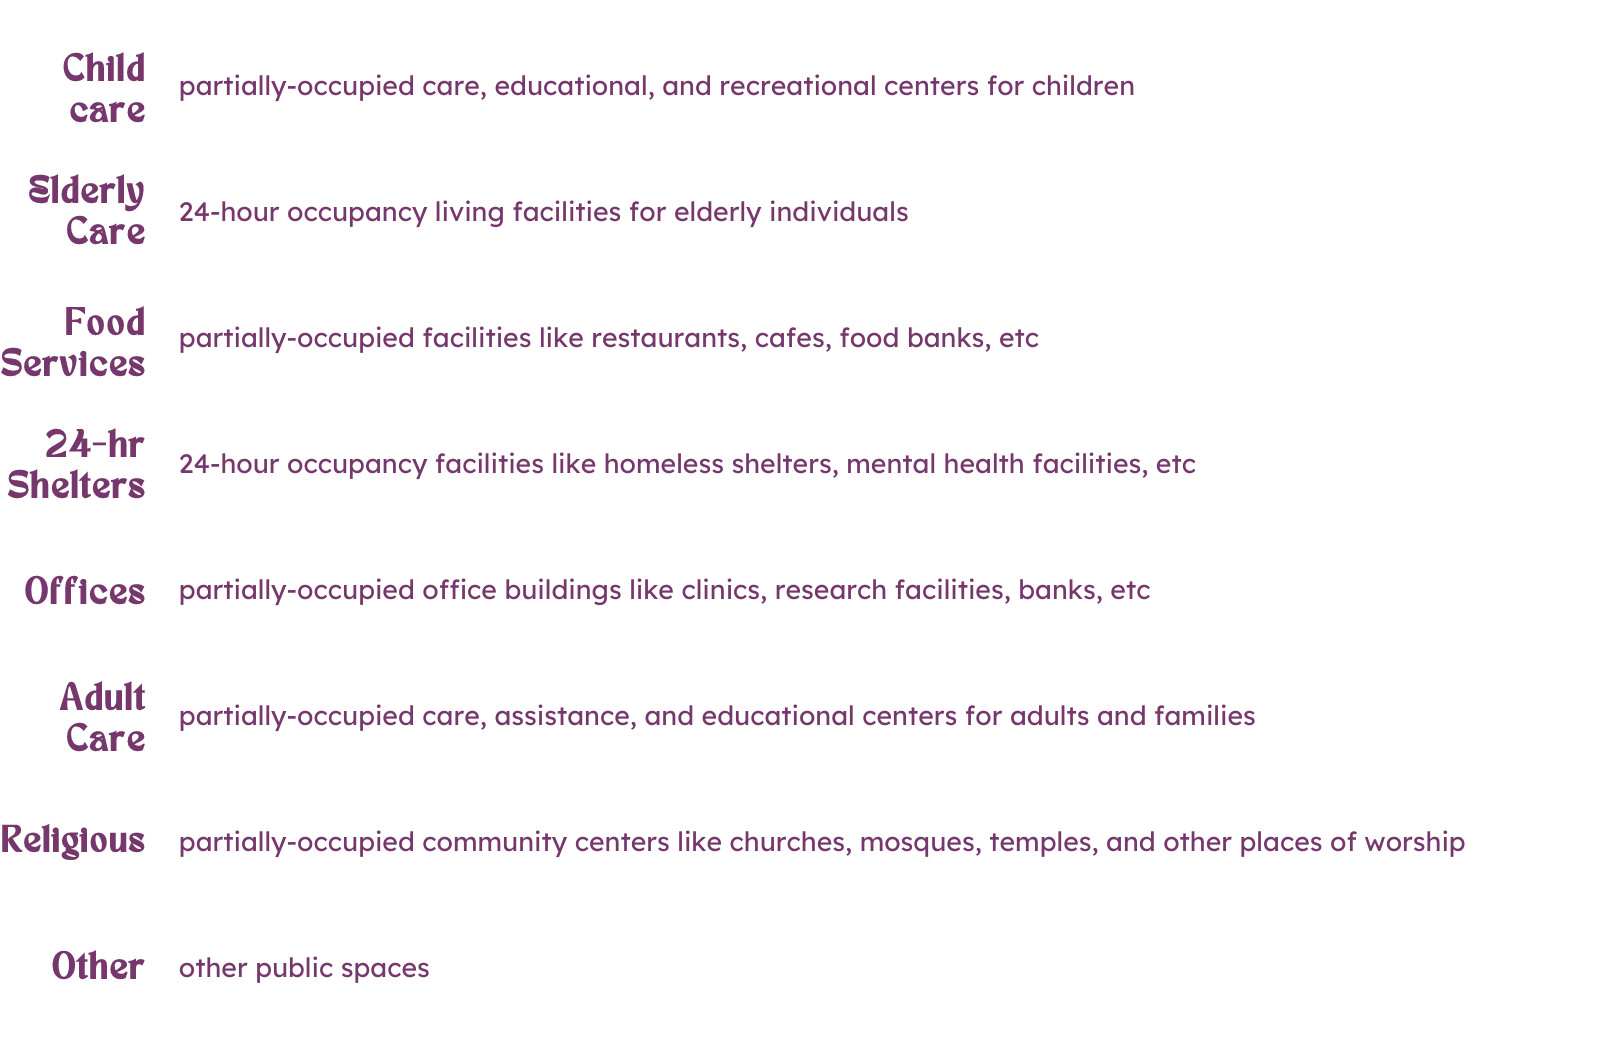 Child
care
partially-occupied care, educational, and recreational centers for children
Elderly
Care
24-hour occupancy living facilities for elderly individuals
Food
Services
partially-occupied facilities like restaurants, cafes, food banks, etc
24-hr
Shelters
24-hour occupancy facilities like homeless shelters, mental health facilities, etc
Offices
partially-occupied office buildings like clinics, research facilities, banks, etc
Adult
Care
partially-occupied care, assistance, and educational centers for adults and families
Religious
partially-occupied community centers like churches, mosques, temples, and other places of worship
Other
other public spaces